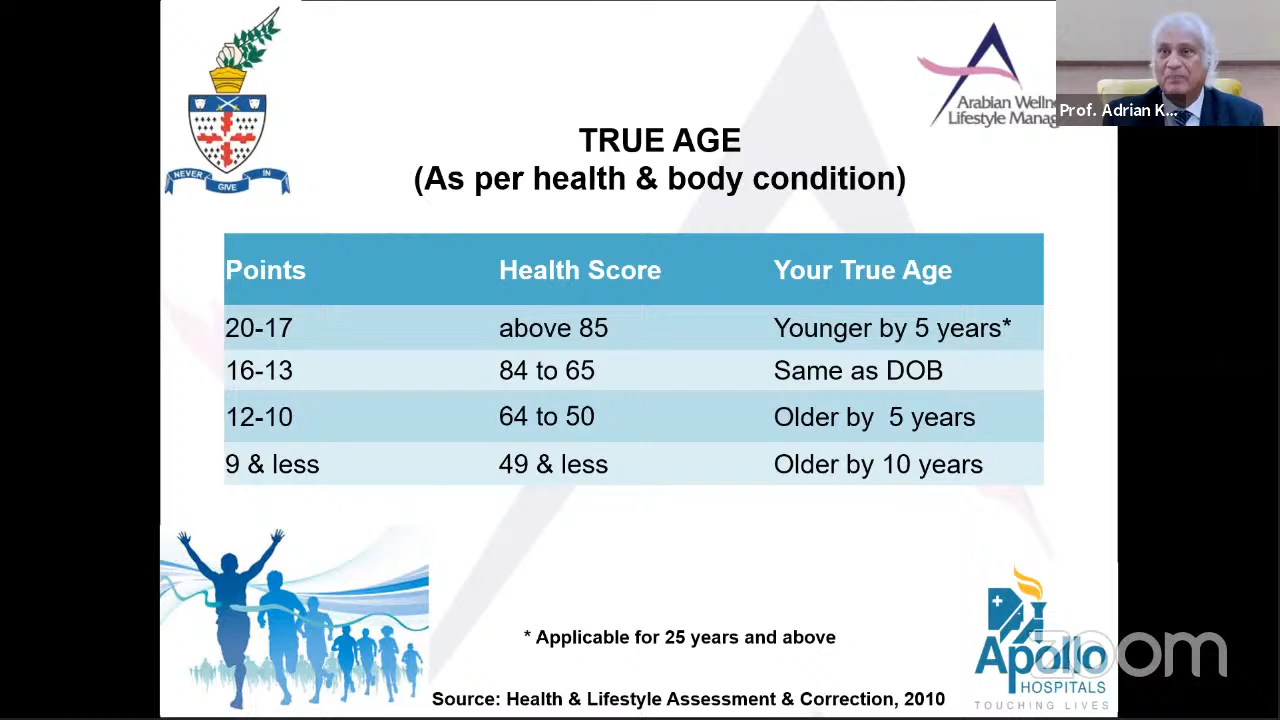 NEVER GIVE IN
Arabian Welln
Lifestyle Manag
Prof. Adrian K...
TRUE AGE
(As per health & body condition)
Points Health Score Your True Age
20-17 above 85 Younger by 5 years*
16-13 84 to 65 Same as DOB
12-10 64 to 50 Older by 5 years
9 & less 49 & less Older by 10 years
* Applicable for 25 years and above
Source: Health & Lifestyle Assessment & Correction, 2010
Apollo
HOSPITALS
TOUCHING LIVES
zoom